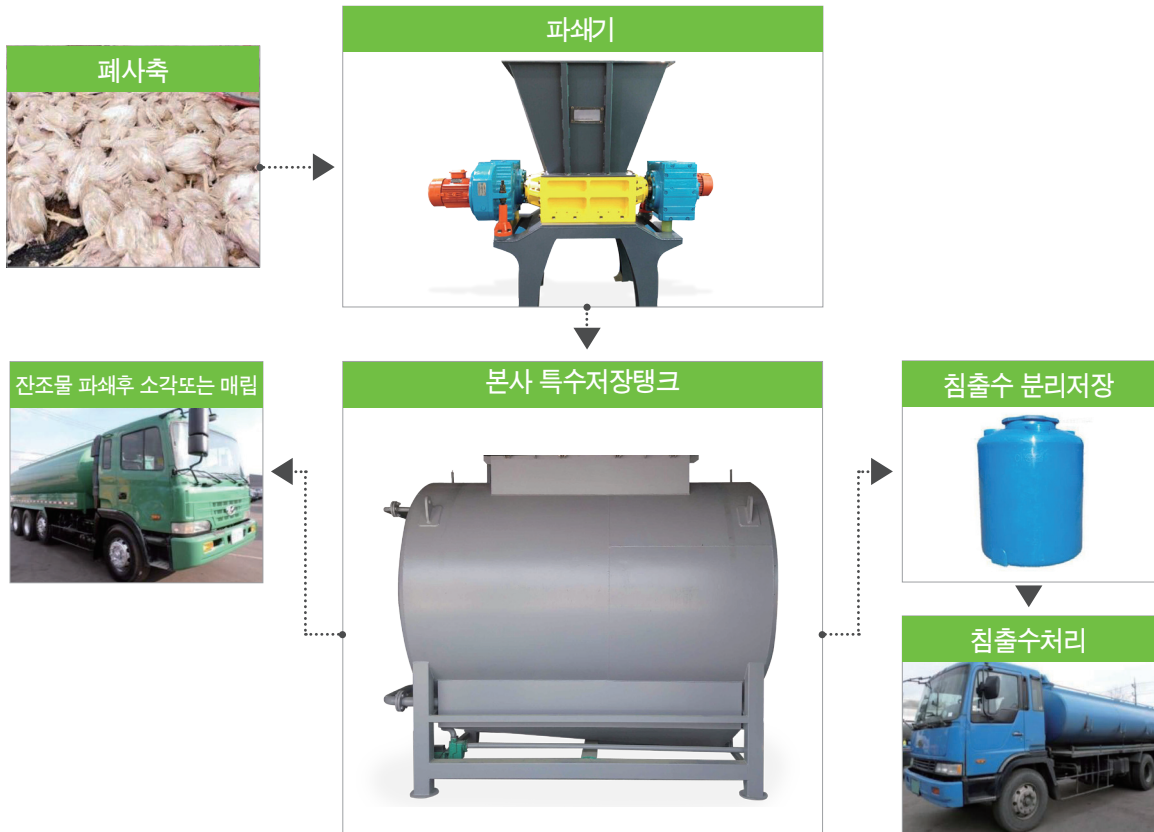 폐사축
파쇄기
잔조물 파쇄후 소각또는 매립
본사 특수저장탱크
침출수 분리저장
침출수처리